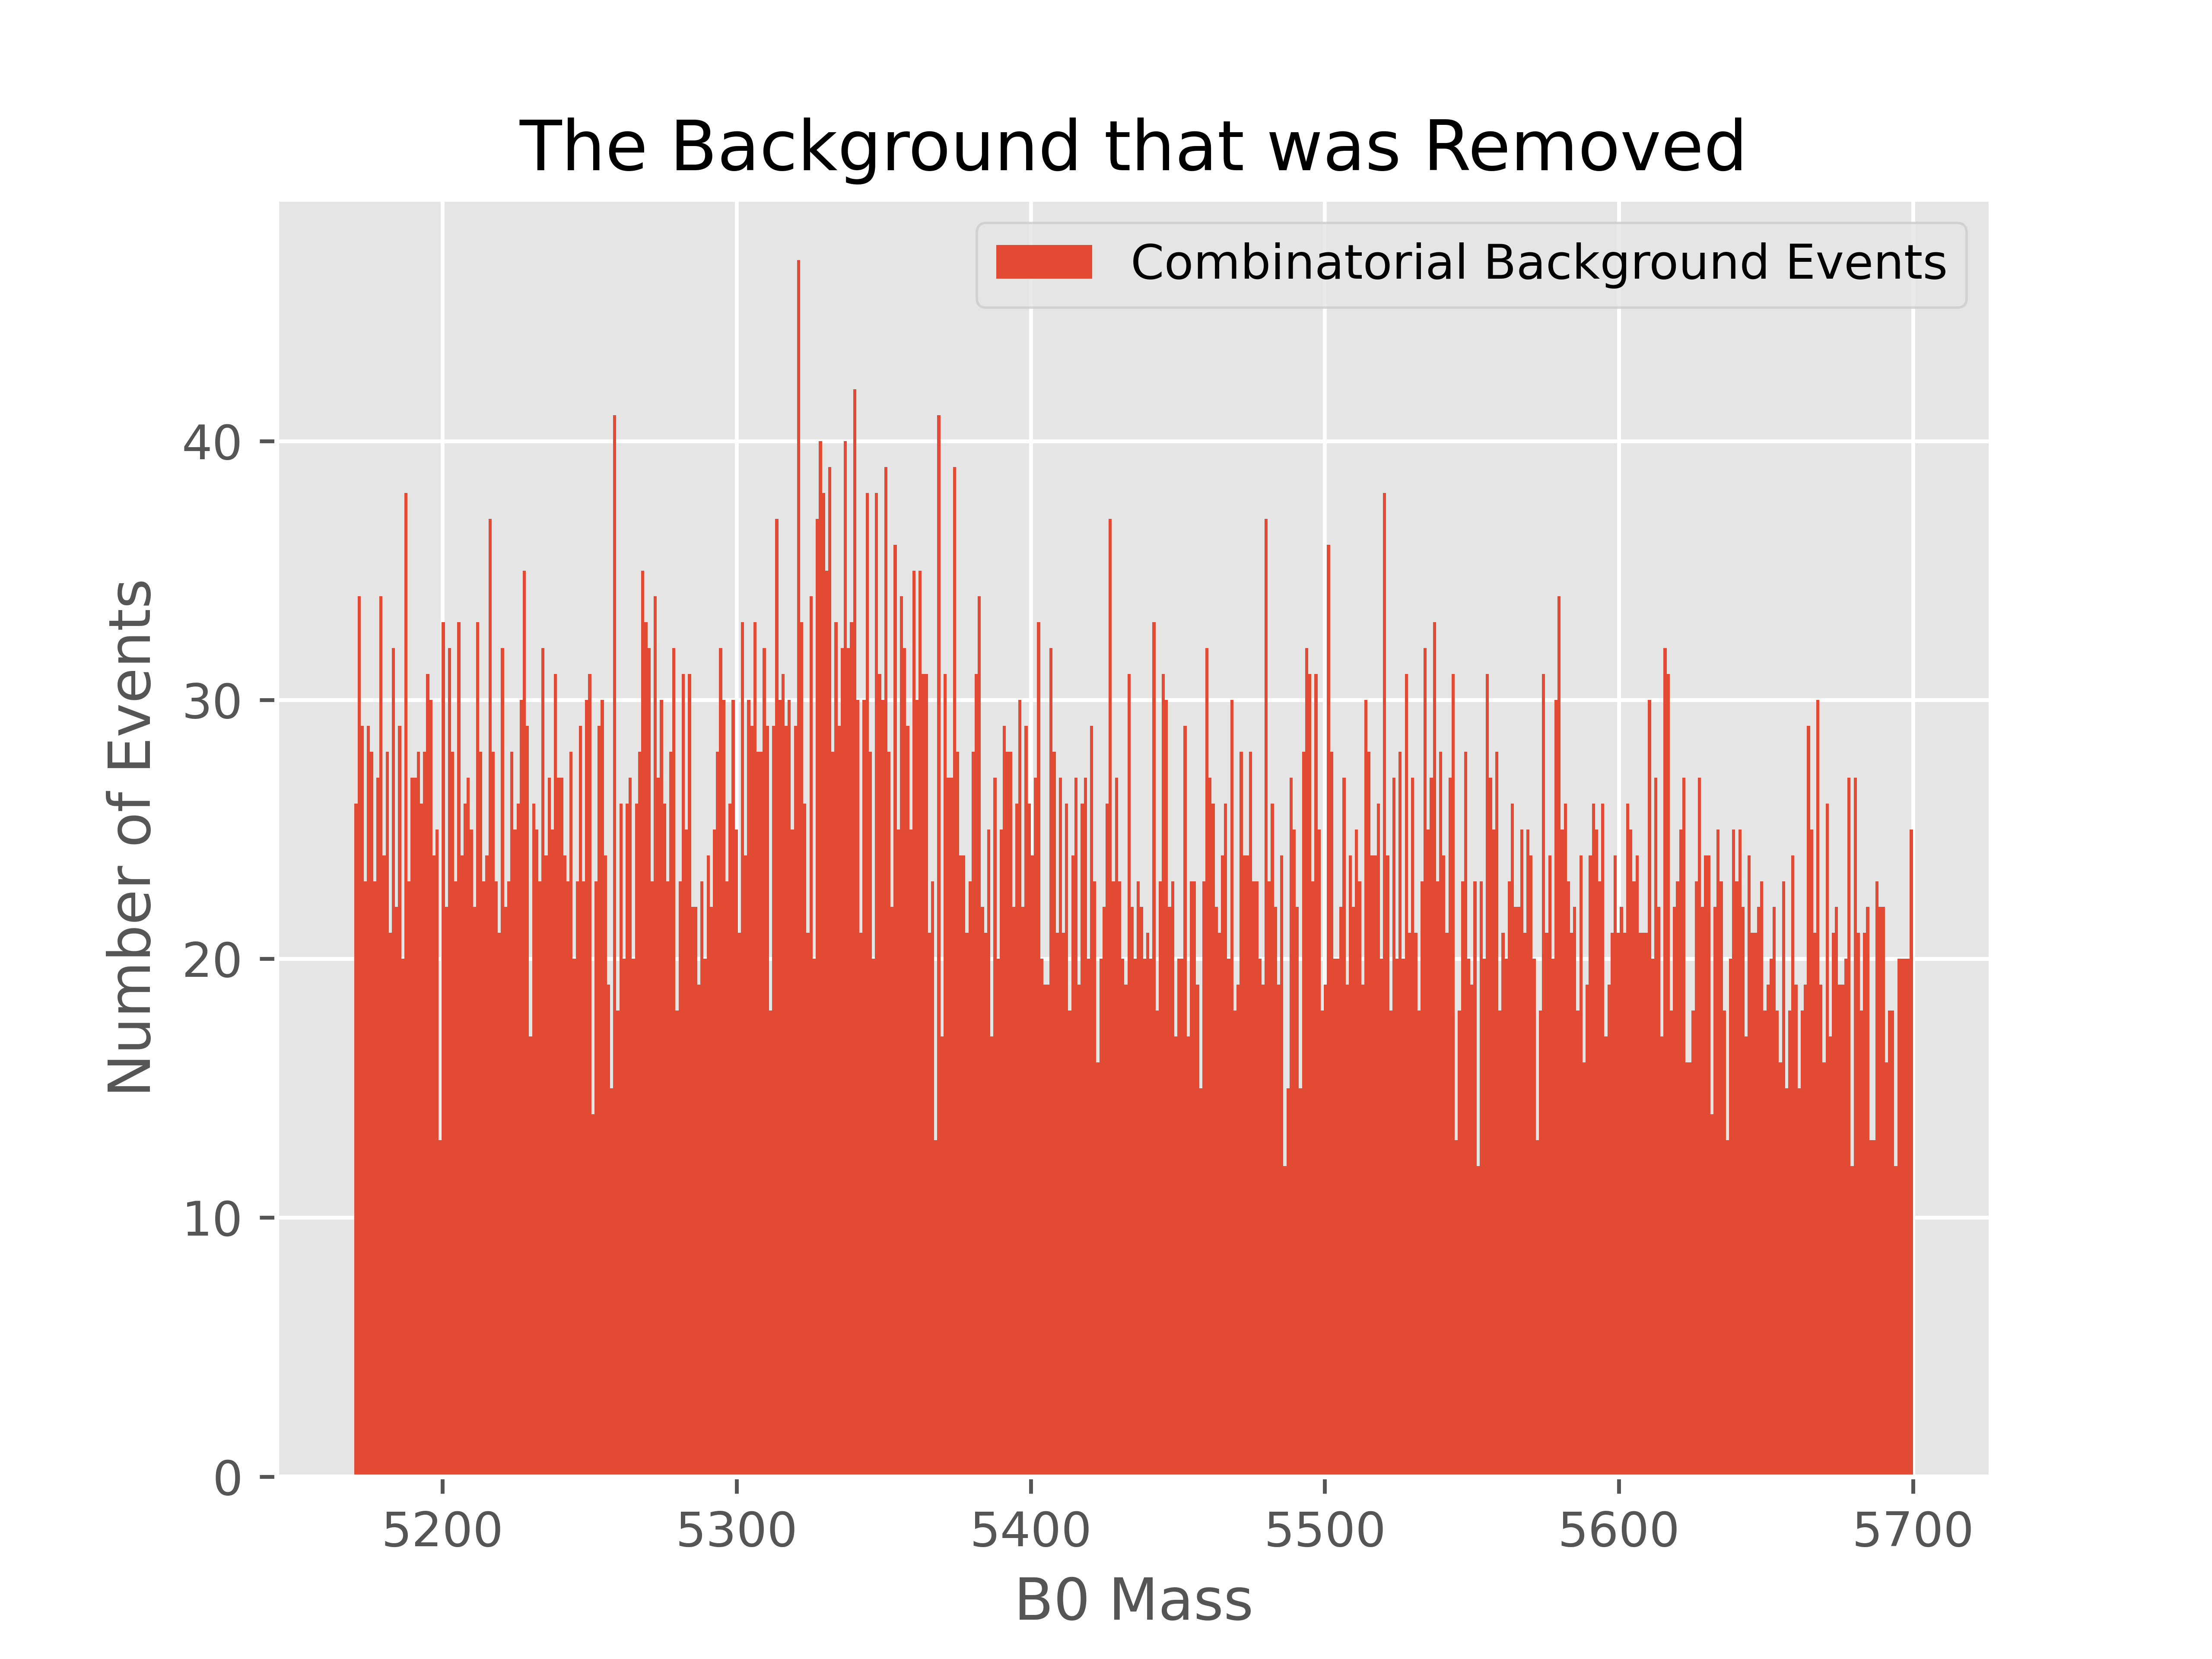 The Background that was Removed
Combinatorial Background Events
Number of Events
40
30
20
10
0
5200 5300 5400 5500 5600 5700
B0 Mass